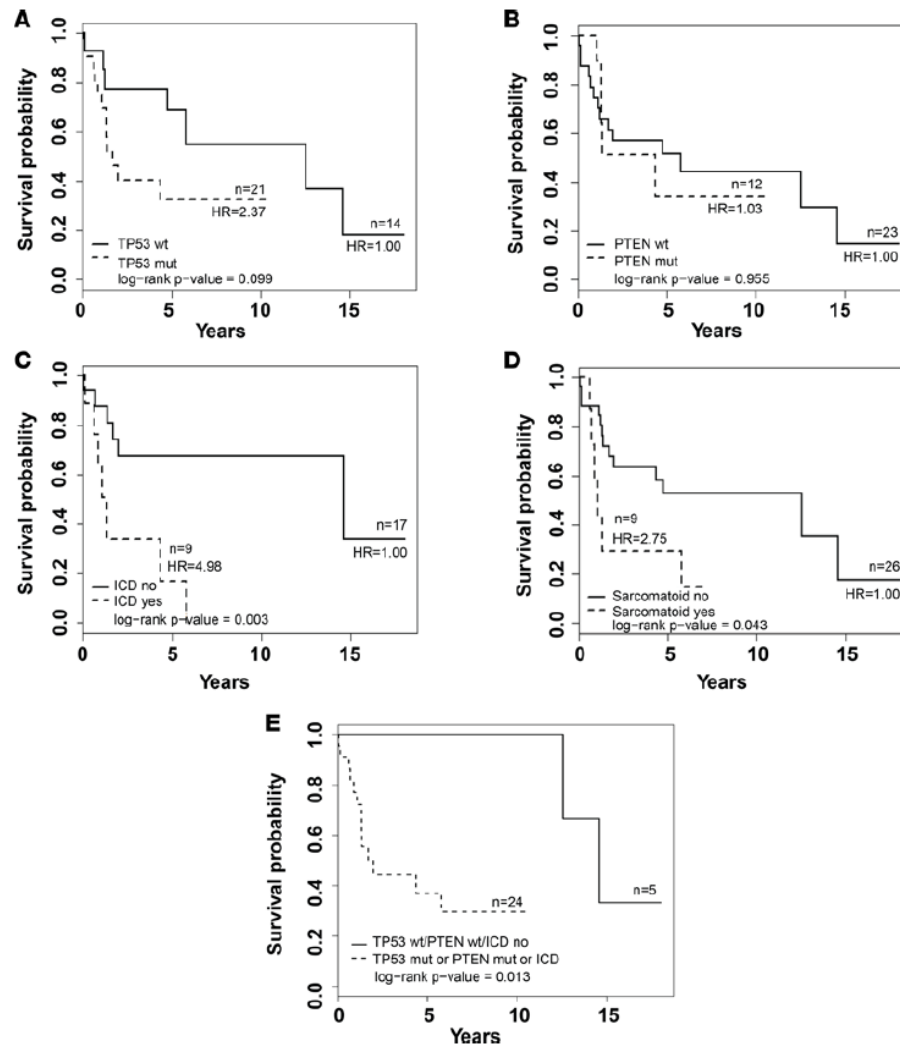 A
Survival probability
1.0
0.8
0.6
0.4
0.2
0.0
n=21
HR=2.37
n=14
HR=1.00
TP53 wt
TP53 mut
log-rank p-value = 0.099
0 5 10 15
Years
B
Survival probability
1.0
0.8
0.6
0.4
0.2
0.0
n=12
HR=1.03
n=23
HR=1.00
PTEN wt
PTEN mut
log-rank p-value = 0.955
0 5 10 15
Years
C
Survival probability
1.0
0.8
0.6
0.4
0.2
0.0
n=17
HR=1.00
n=9
HR=4.98
ICD no
ICD yes
log-rank p-value = 0.003
0 5 10 15
Years
D
Survival probability
1.0
0.8
0.6
0.4
0.2
0.0
n=9
HR=2.75
n=26
HR=1.00
Sarcomatoid no
Sarcomatoid yes
log-rank p-value = 0.043
0 5 10 15
Years
E
Survival probability
1.0
0.8
0.6
0.4
0.2
0.0
n=24
n=5
TP53 wt/PTEN wt/ICD no
TP53 mut or PTEN mut or ICD
log-rank p-value = 0.013
0 5 10 15
Years